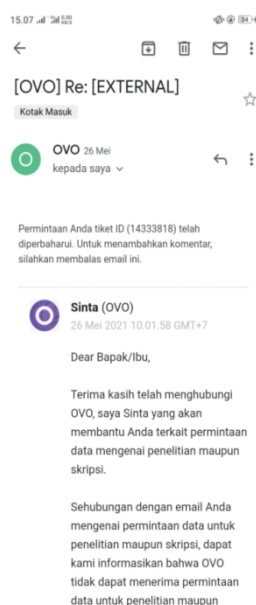 15.07
[OVO] Re: [EXTERNAL]
Kotak Masuk
O
OVO 26 Mei
kepada saya
Permintaan Anda tiket ID (14333818) telah
diperbaharui. Untuk menambahkan komentar,
silahkan membalas email ini.
Sinta (OVO)
26 Mei 2021 10.01.58 GMT+7
Dear Bapak/Ibu,
Terima kasih telah menghubungi
OVO, saya Sinta yang akan
membantu Anda terkait permintaan
data mengenai penelitian maupun
skripsi.
Sehubungan dengan email Anda
mengenai permintaan data untuk
penelitian maupun skripsi, dapat
kami informasikan bahwa OVO
tidak dapat menerima permintaan
data untuk penelitian maupun